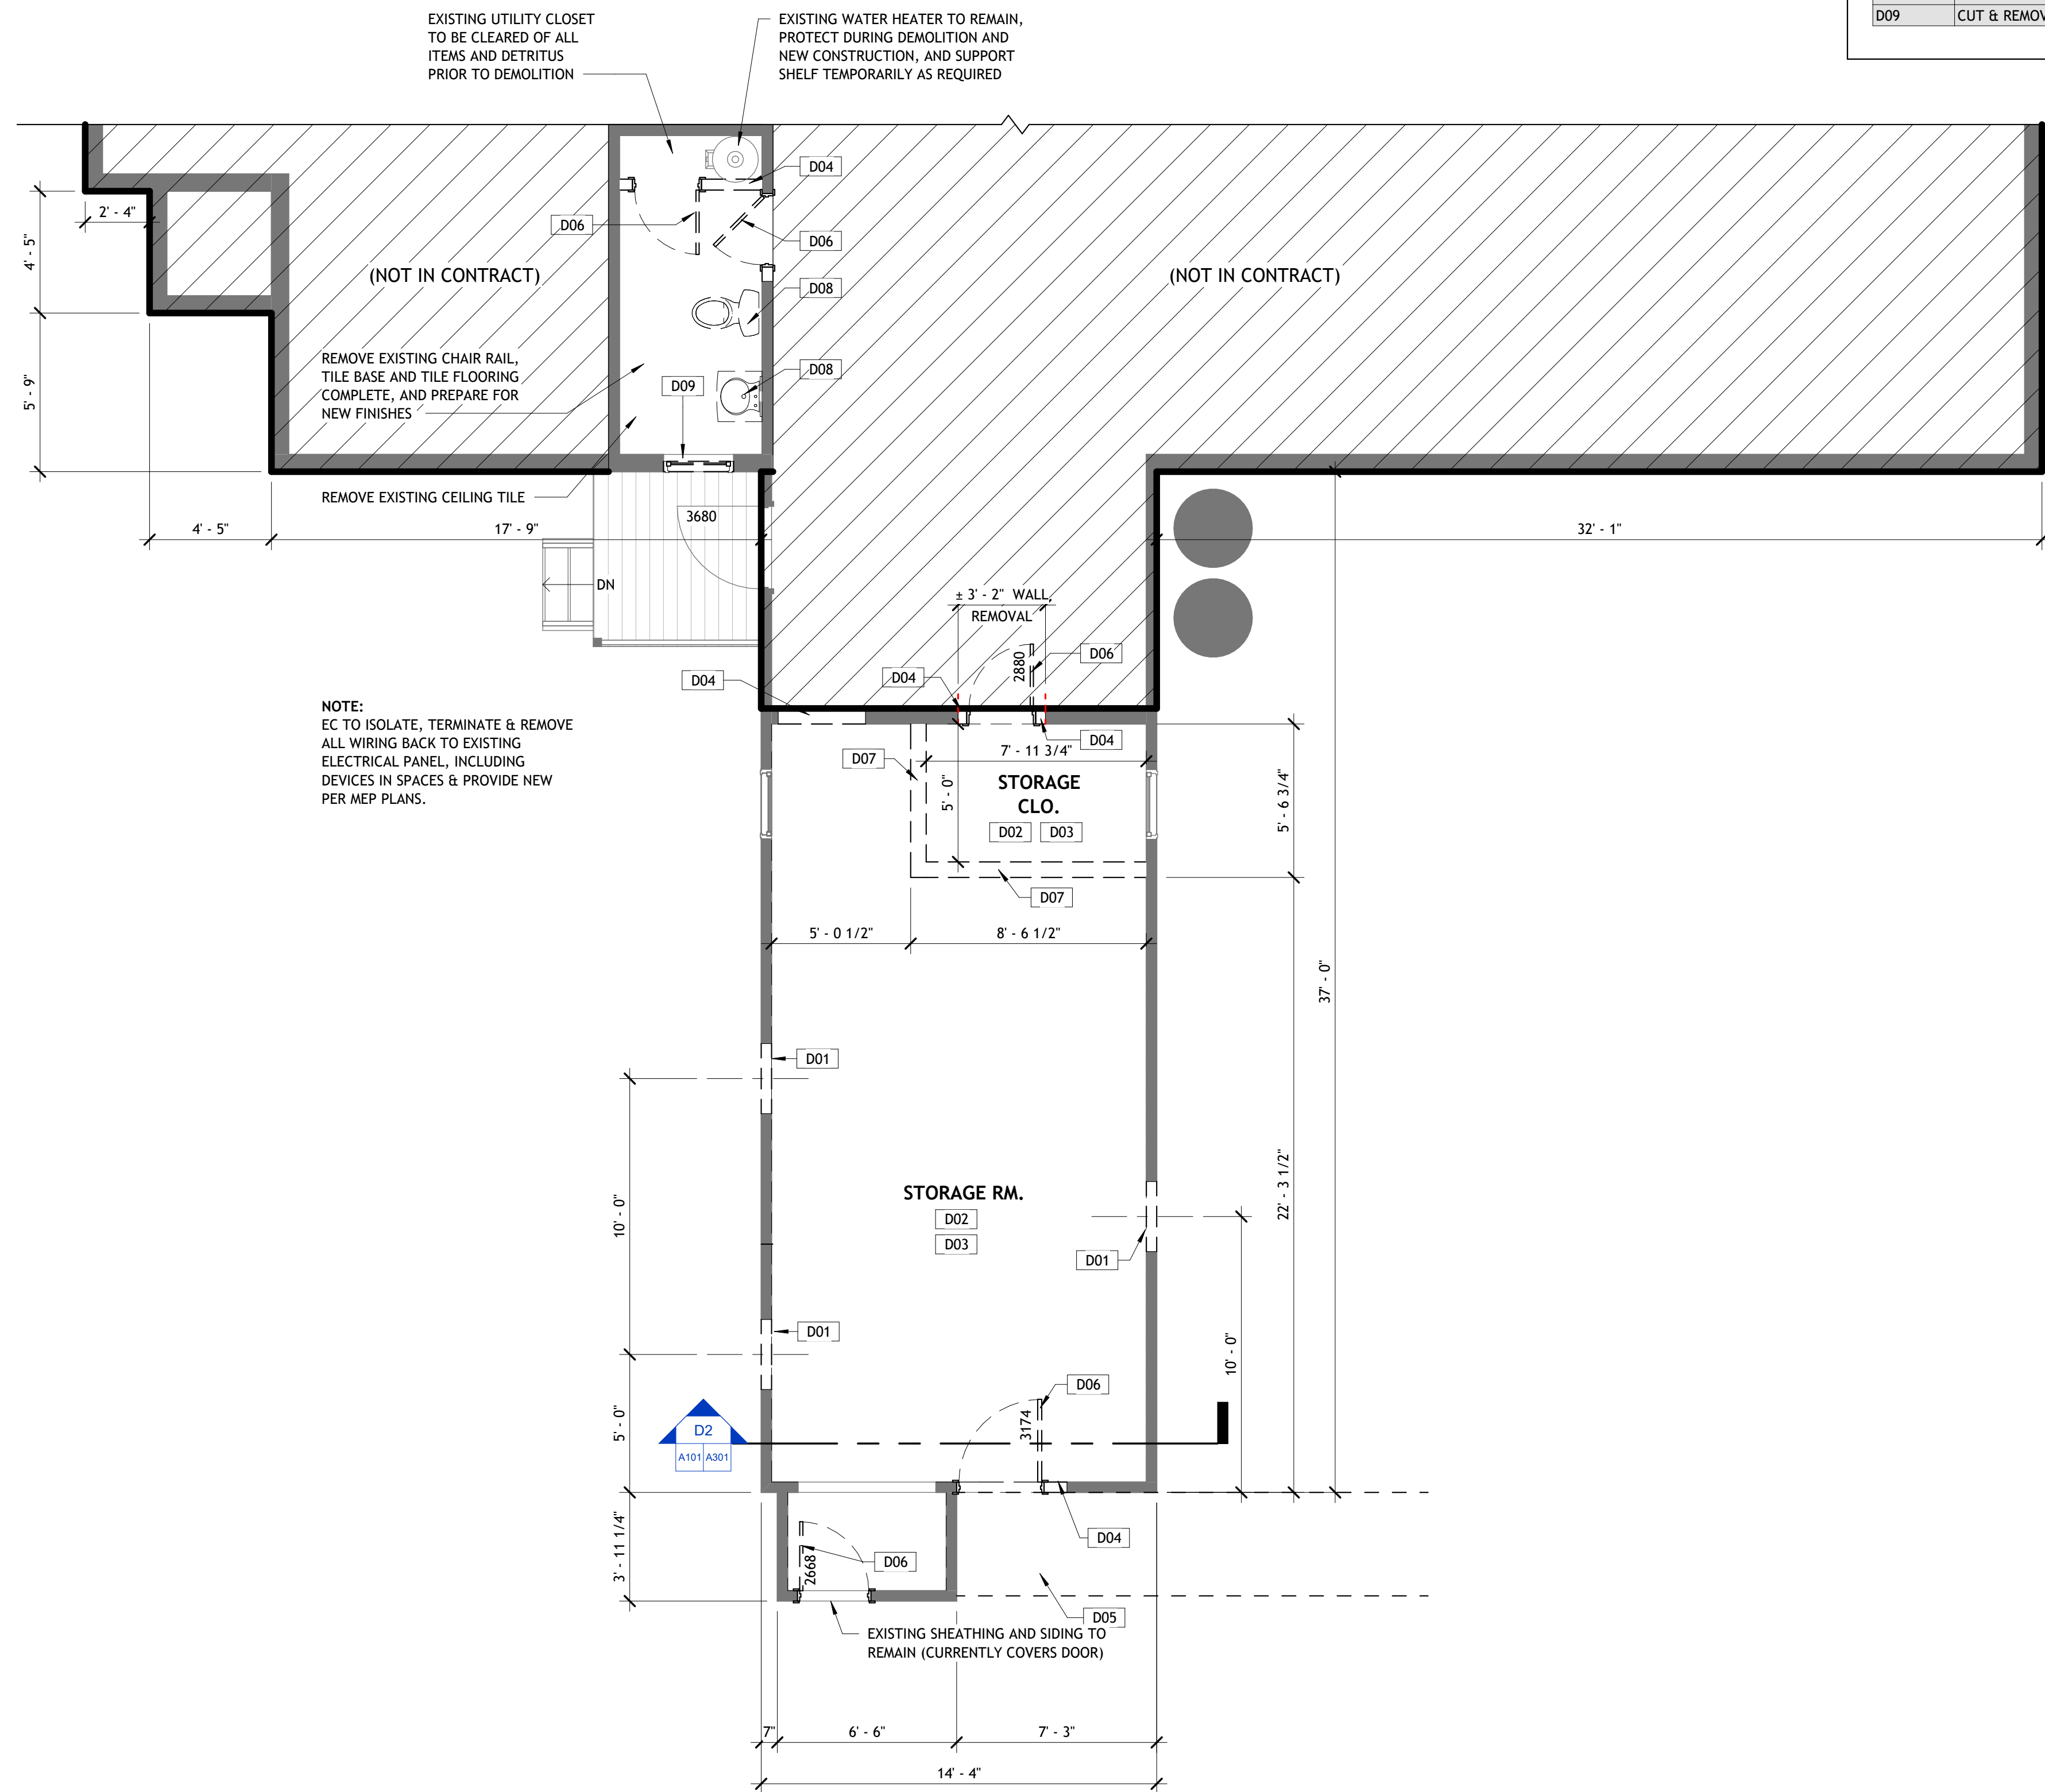 EXISTING UTILITY CLOSET
TO BE CLEARED OF ALL
ITEMS AND DETRITUS
PRIOR TO DEMOLITION
EXISTING WATER HEATER TO REMAIN,
PROTECT DURING DEMOLITION AND
NEW CONSTRUCTION, AND SUPPORT
SHELF TEMPORARILY AS REQUIRED
D09 CUT & REMOV
D04
2' - 4"
D06
D06
4' - 5"
(NOT IN CONTRACT)
(NOT IN CONTRACT)
D08
REMOVE EXISTING CHAIR RAIL,
TILE BASE AND TILE FLOORING
COMPLETE, AND PREPARE FOR
NEW FINISHES
D08
D09
5' - 9"
REMOVE EXISTING CEILING TILE
3680
4' - 5"
17' - 9"
32' - 1"
DN
± 3' - 2" WALL,
REMOVAL
2880
D06
D04
D04
NOTE:
EC TO ISOLATE, TERMINATE & REMOVE
ALL WIRING BACK TO EXISTING
ELECTRICAL PANEL, INCLUDING
DEVICES IN SPACES & PROVIDE NEW
PER MEP PLANS.
D04
D07
7' - 11 3/4"
STORAGE
CLO.
5' - 0"
D02 D03
5' - 6 3/4"
D07
5' - 0 1/2"
8' - 6 1/2"
37' - 0"
D01
10' - 0"
STORAGE RM.
D02
D03
22' - 3 1/2"
D01
D01
10' - 0"
D06
3174
5' - 0"
D2
A101 A301
D04
3' - 11 1/4"
2668
D06
D05
EXISTING SHEATHING AND SIDING TO
REMAIN (CURRENTLY COVERS DOOR)
7"
6' - 6"
7' - 3"
14' - 4"